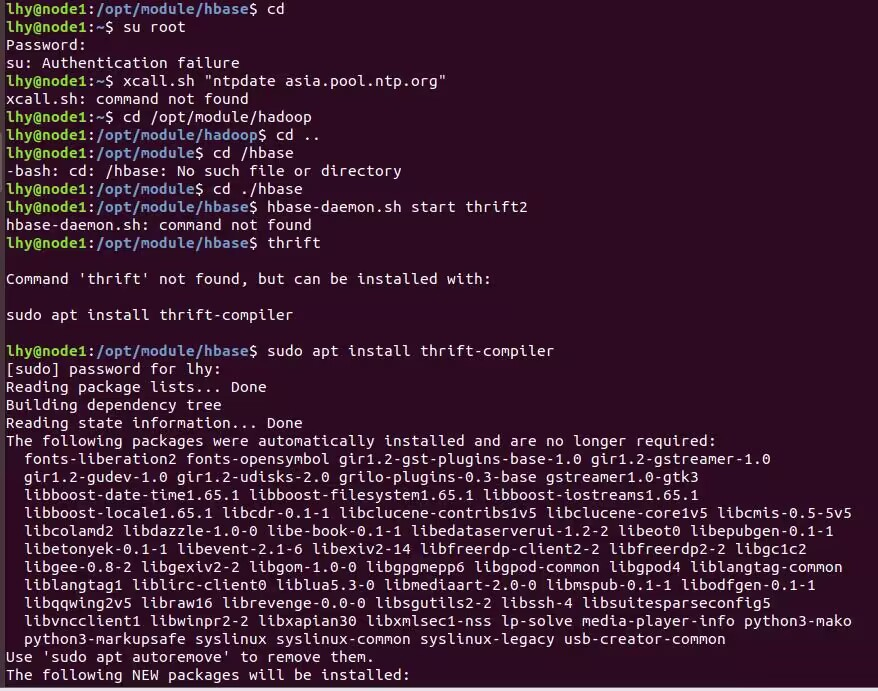 lhy@node1:/opt/module/hbase$ cd
lhy@node1:~$ su root
Password:
su: Authentication failure
lhy@node1:~$ xcall.sh "ntpdate asia.pool.ntp.org"
xcall.sh: command not found
lhy@node1:~$ cd /opt/module/hadoop
lhy@node1:/opt/module/hadoop$ cd ..
lhy@node1:/opt/module$ cd /hbase
-bash: cd: /hbase: No such file or directory
lhy@node1:/opt/module$ cd ./hbase
lhy@node1:/opt/module/hbase$ hbase-daemon.sh start thrift2
hbase-daemon.sh: command not found
lhy@node1:/opt/module/hbase$ thrift
Command 'thrift' not found, but can be installed with:
sudo apt install thrift-compiler
lhy@node1:/opt/module/hbase$ sudo apt install thrift-compiler
[sudo] password for lhy:
Reading package lists... Done
Building dependency tree
Reading state information... Done
The following packages were automatically installed and are no longer required:
fonts-liberation2 fonts-opensymbol gir1.2-gst-plugins-base-1.0 gir1.2-gstreamer-1.0
gir1.2-gudev-1.0 gir1.2-udisks-2.0 grilo-plugins-0.3-base gstreamer1.0-gtk3
libboost-date-time1.65.1 libboost-filesystem1.65.1 libboost-iostreams1.65.1
libboost-locale1.65.1 libcdr-0.1-1 libclucene-contribs1v5 libclucene-core1v5 libcmis-0.5-5v5
libcolamd2 libdazzle-1.0-0 libe-book-0.1-1 libedataserverui-1.2-2 libeot0 libepubgen-0.1-1
libetonyek-0.1-1 libevent-2.1-6 libexiv2-14 libfreerdp-client2-2 libfreerdp2-2 libgc1c2
libgee-0.8-2 libgexiv2-2 libgom-1.0-0 libgpgmepp6 libgpod-common libgpod4 liblangtag-common
liblangtag1 liblirc-client0 liblua5.3-0 libmediaart-2.0-0 libmspub-0.1-1 libodfgen-0.1-1
libqqwing2v5 libraw16 librevenge-0.0-0 libsgutils2-2 libssh-4 libsuitesparseconfig5
libvncclient1 libwinpr2-2 libxapian30 libxmlsec1-nss lp-solve media-player-info python3-mako
python3-markupsafe syslinux syslinux-common syslinux-legacy usb-creator-common
Use 'sudo apt autoremove' to remove them.
The following NEW packages will be installed: